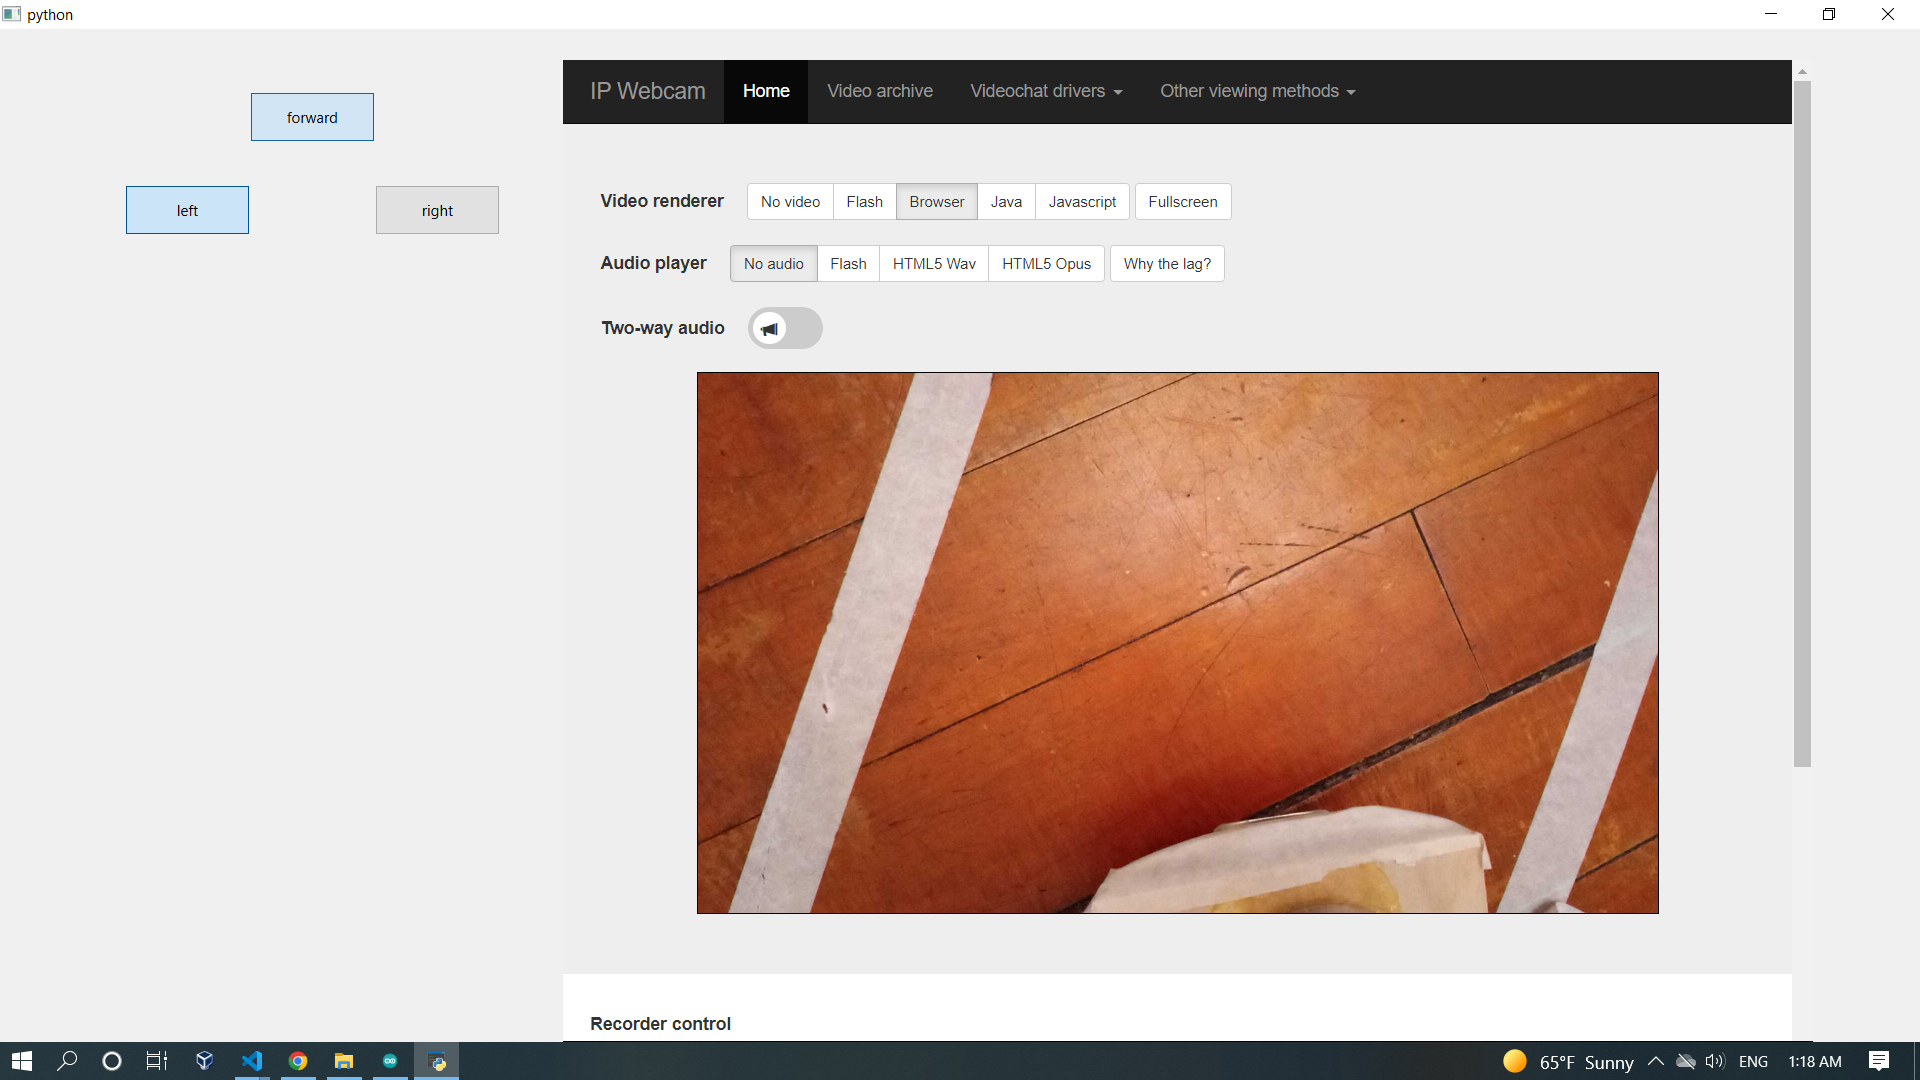 python
forward
left
right
IP Webcam Home Video archive Videochat drivers Other viewing methods
Video renderer No video Flash Browser Java Javascript Fullscreen
Audio player No audio Flash HTML5 Wav HTML5 Opus Why the lag?
Two-way audio
Recorder control
65°F Sunny ENG 1:18 AM